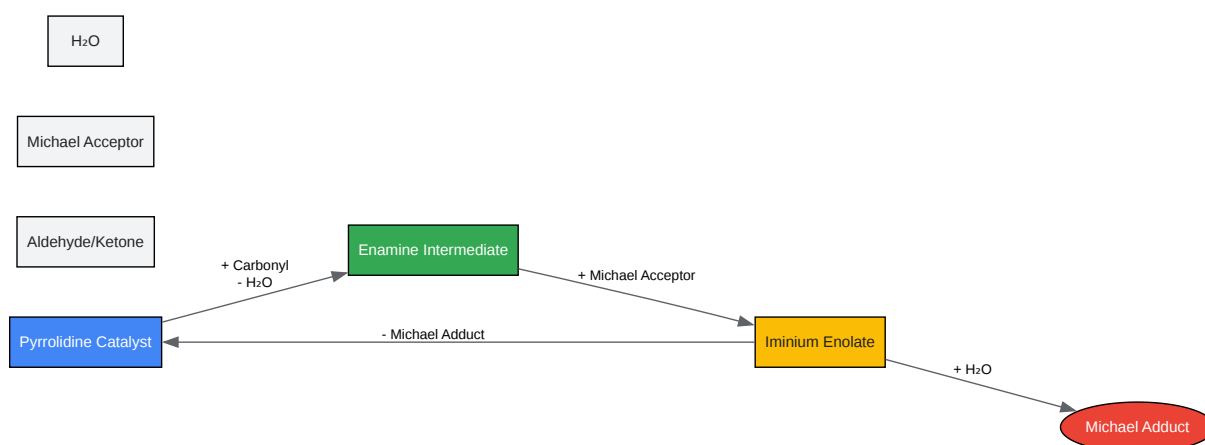 H₂O
Michael Acceptor
Aldehyde/Ketone
Enamine Intermediate
+ Carbonyl
- H₂O
+ Michael Acceptor
Pyrrolidine Catalyst
- Michael Adduct
Iminium Enolate
+ H₂O
Michael Adduct